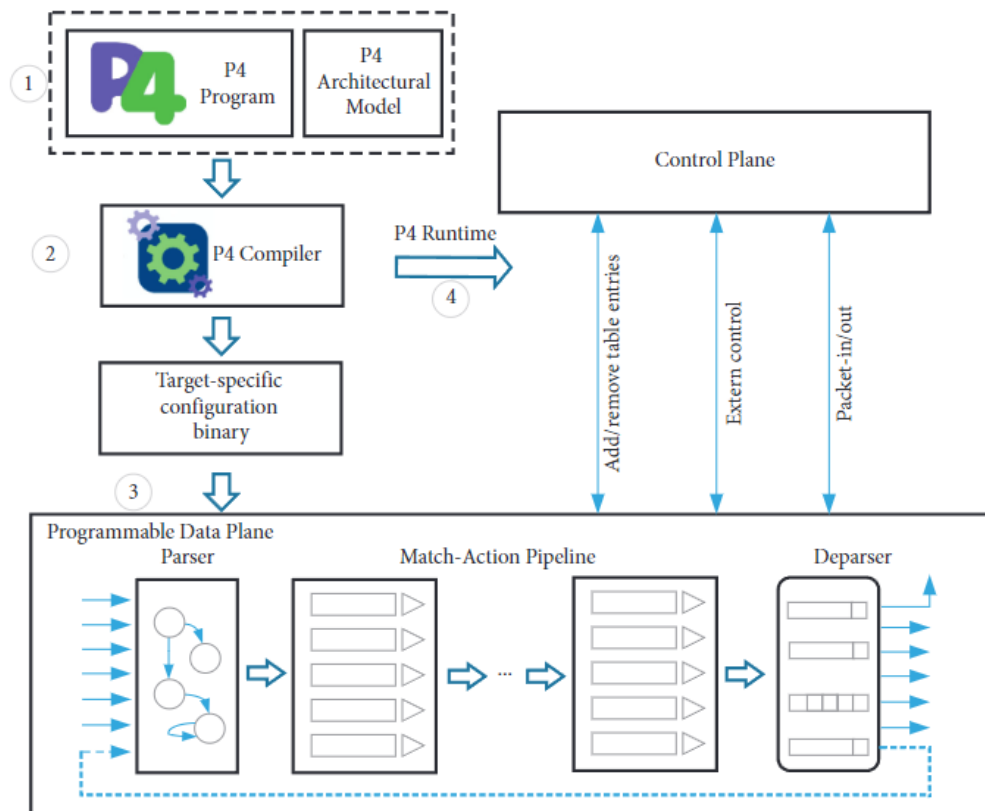 1
P4
P4
Program
P4
Architectural
Model
Control Plane
2
P4 Compiler
P4 Runtime
4
Target-specific
configuration
binary
Add/remove table entries
Extern control
Packet-in/out
3
Programmable Data Plane
Parser
Match-Action Pipeline
Deparser
...